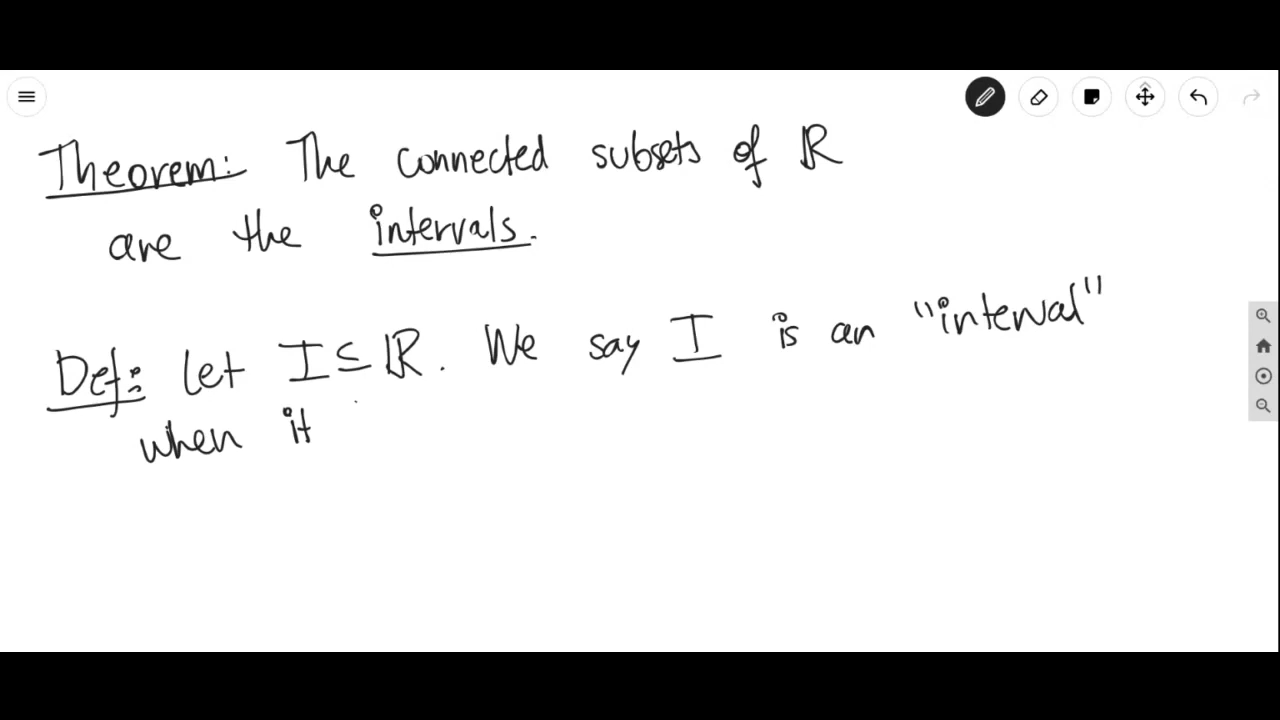 Theorem: The connected subsets of ℝ
are the intervals.
Def: Let I ⊆ ℝ. We say I is an "interval"
when it